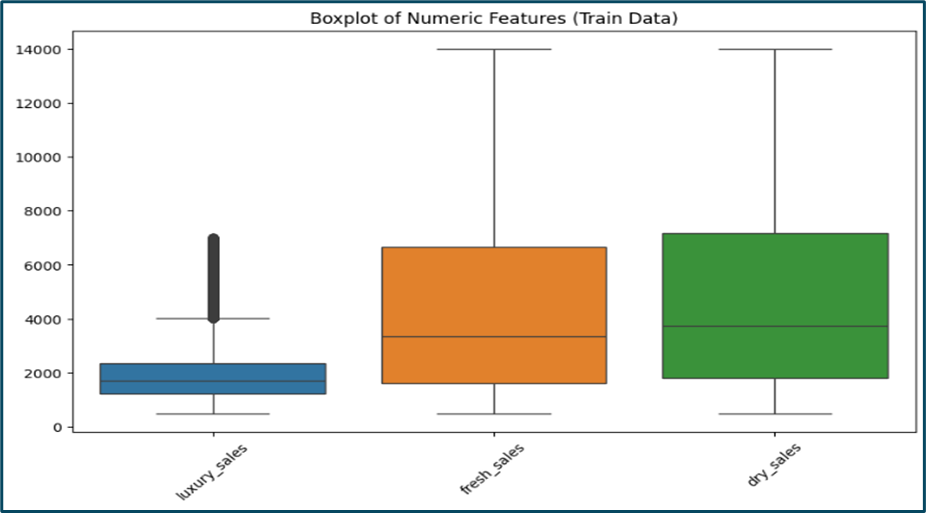 Boxplot of Numeric Features (Train Data)
14000
12000
10000
8000
6000
4000
2000
0
luxury_sales
fresh_sales
dry_sales